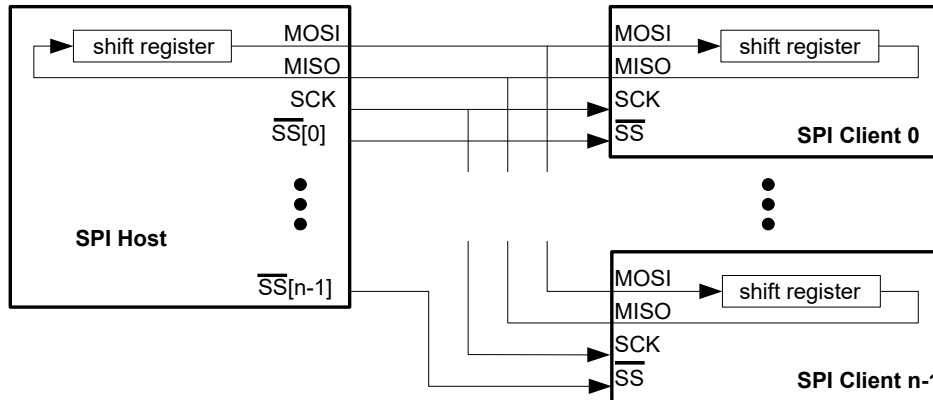 shift register
MOSI
MISO
SCK
SS[0]
SPI Host
SS[n-1]
MOSI
shift register
MISO
SCK
SS
SPI Client 0
MOSI
shift register
MISO
SCK
SS
SPI Client n-1